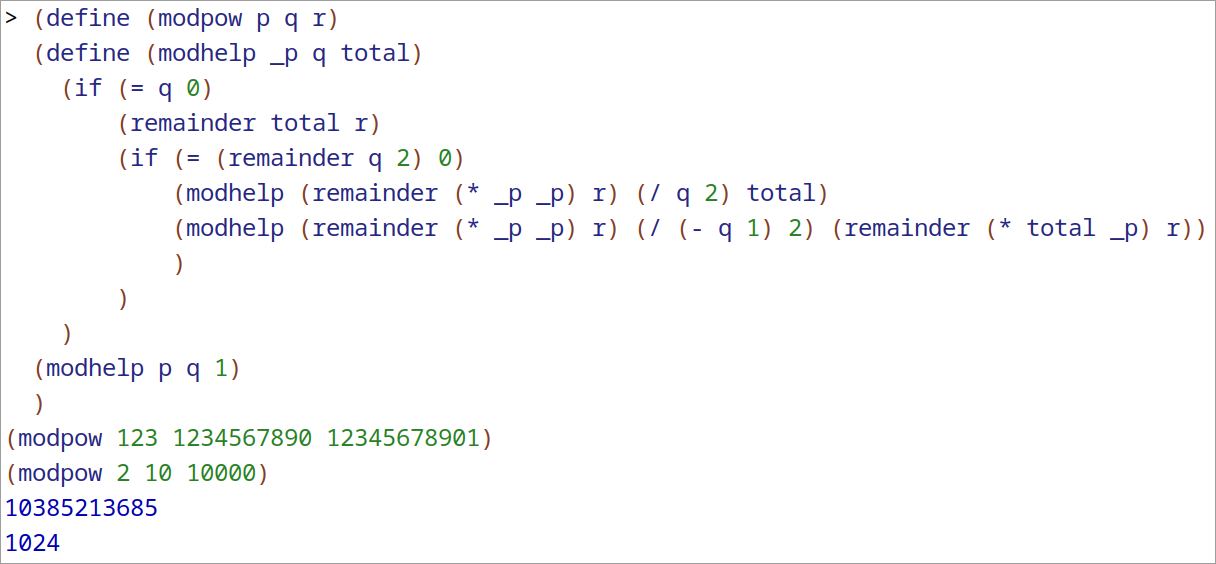 > (define (modpow p q r)
  (define (modhelp _p q total)
    (if (= q 0)
        (remainder total r)
        (if (= (remainder q 2) 0)
            (modhelp (remainder (* _p _p) r) (/ q 2) total)
            (modhelp (remainder (* _p _p) r) (/ (- q 1) 2) (remainder (* total _p) r))
            )
        )
    )
  (modhelp p q 1)
  )
(modpow 123 1234567890 12345678901)
(modpow 2 10 10000)
10385213685
1024